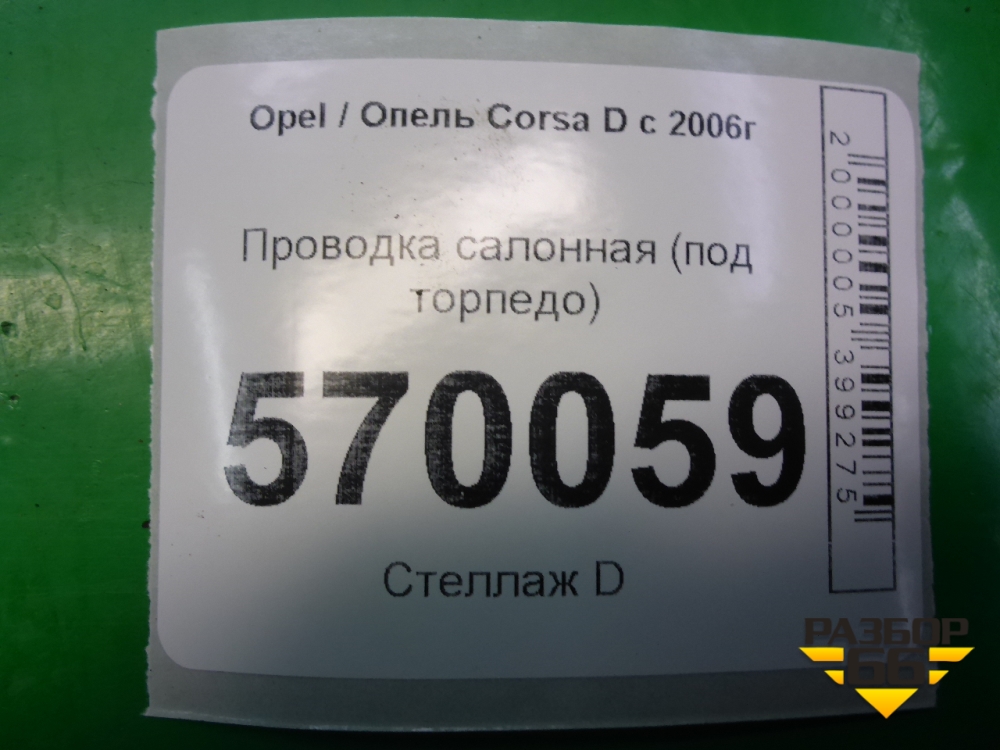 Opel / Опель Corsa D с 2006г
Проводка салонная (под
торпедо)
570059
Стеллаж D
2000005399275
РАЗБОР
66